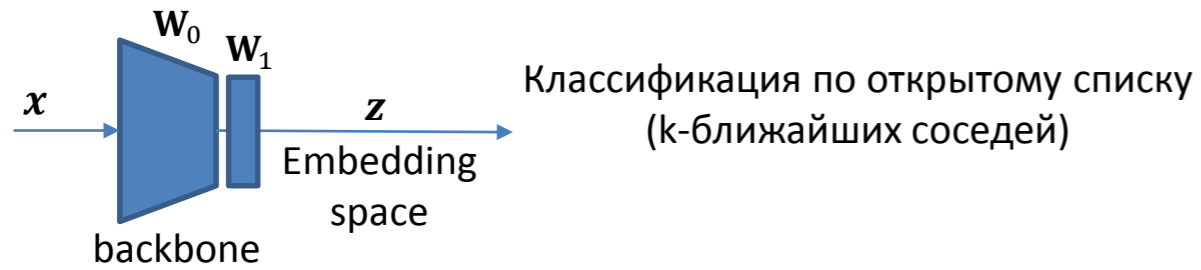 W₀
W₁
x
z
Embedding
space
backbone
Классификация по открытому списку
(k-ближайших соседей)